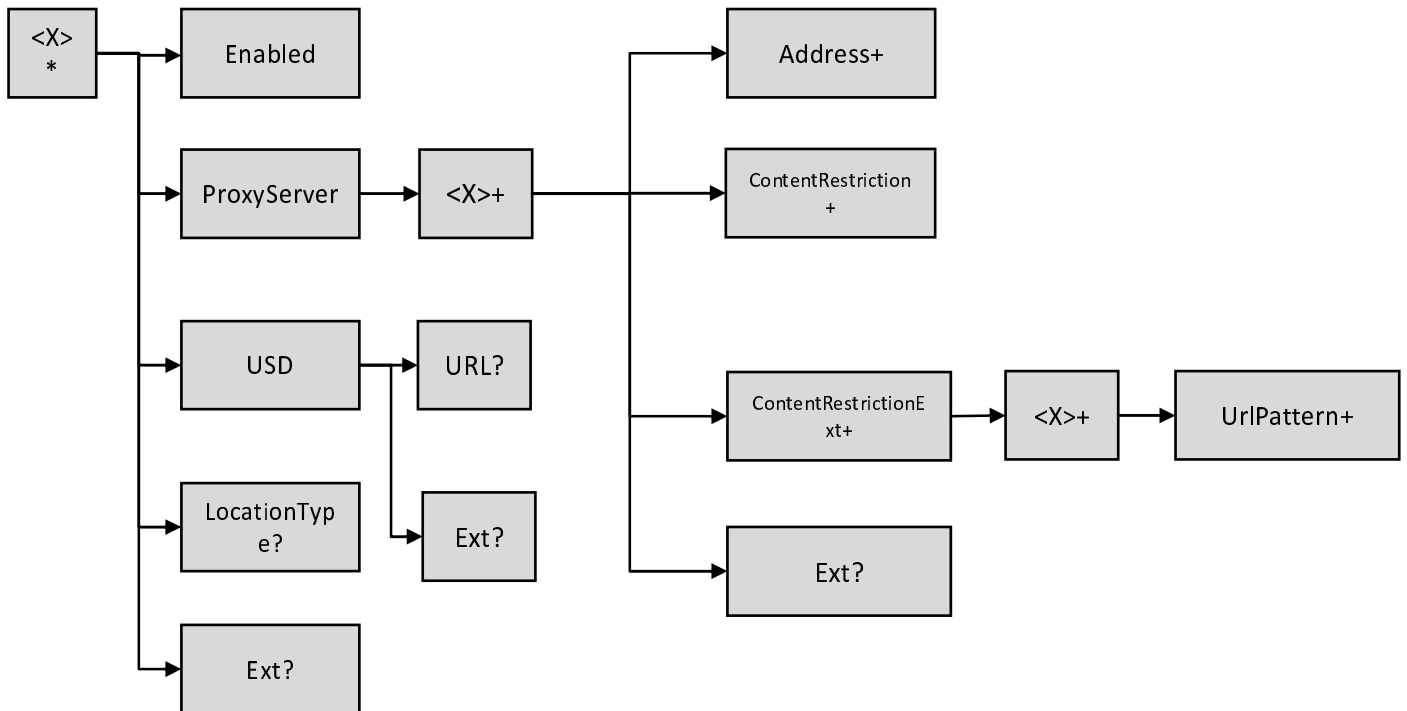 <X>
*
Enabled
Address+
ProxyServer
<X>+
ContentRestriction
+
USD
URL?
ContentRestrictionE
xt+
<X>+
UrlPattern+
LocationTyp
e?
Ext?
Ext?
Ext?